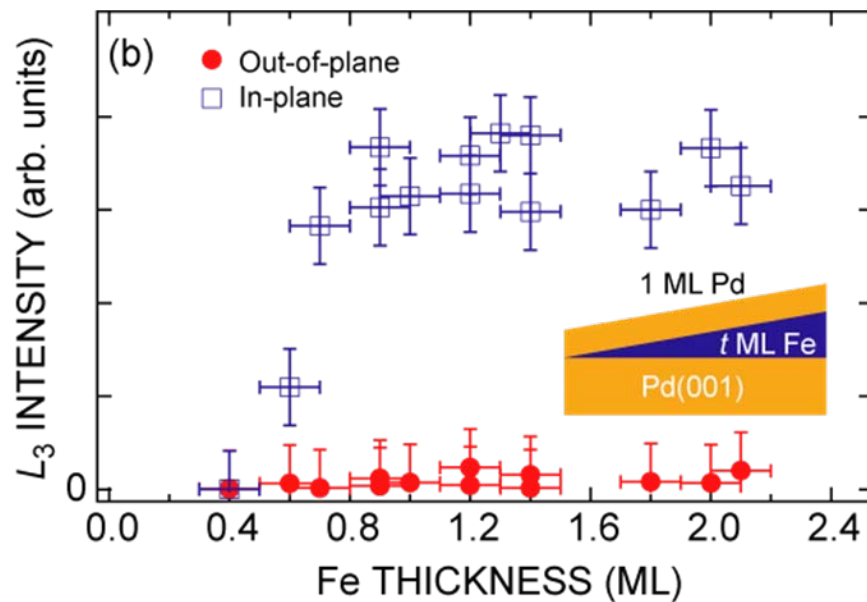 (b)
Out-of-plane
In-plane
L3 INTENSITY (arb. units)
1 ML Pd
t ML Fe
Pd(001)
0
0.0 0.4 0.8 1.2 1.6 2.0 2.4
Fe THICKNESS (ML)